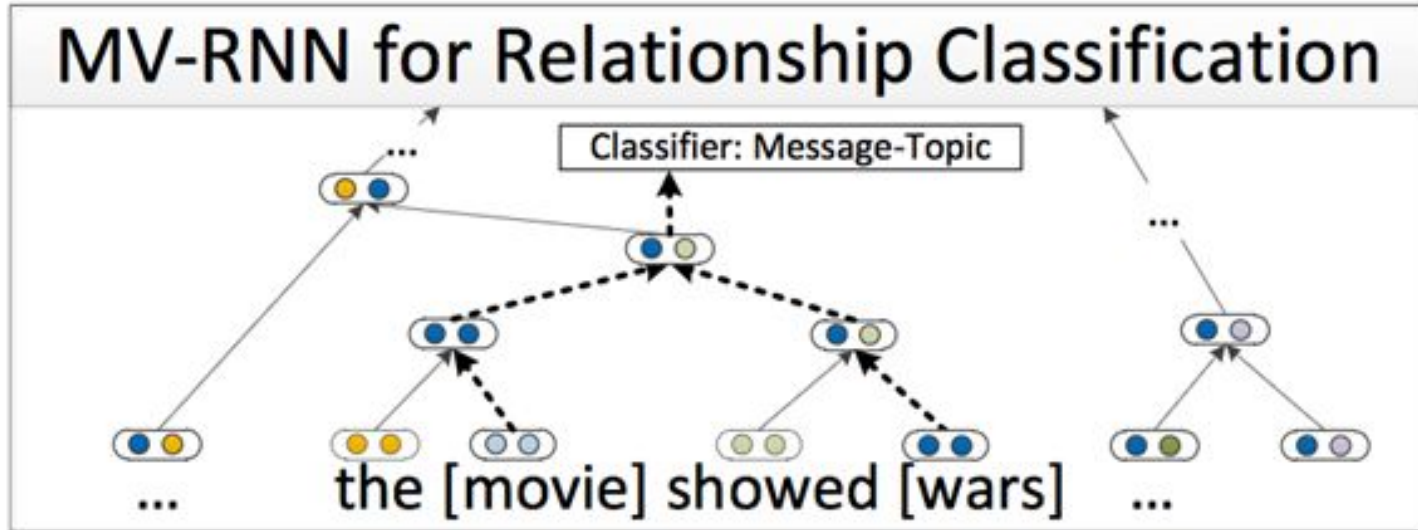 MV-RNN for Relationship Classification
...
Classifier: Message-Topic
...
... the [movie] showed [wars] ...